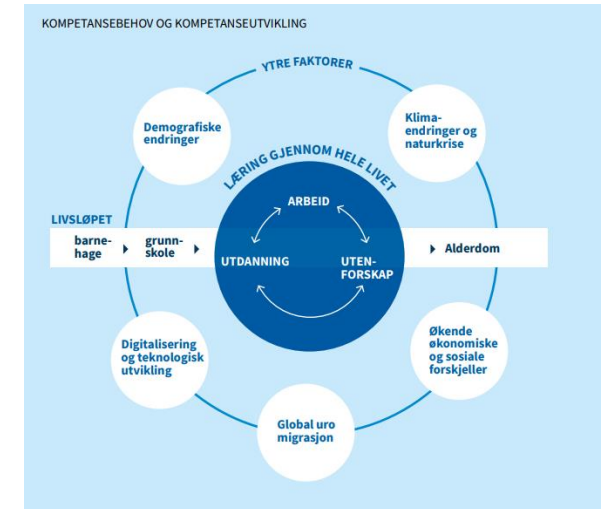 KOMPETANSEBEHOV OG KOMPETANSEUTVIKLING
YTRE FAKTORER
Demografiske
endringer
Klima-
endringer og
naturkrise
LÆRING GJENNOM HELE LIVET
ARBEID
UTDANNING
UTEN-
FORSKAP
LIVSLØPET
barne-
hage
grunn-
skole
Alderdom
Digitalisering
og teknologisk
utvikling
Økende
økonomiske
og sosiale
forskjeller
Global uro
migrasjon